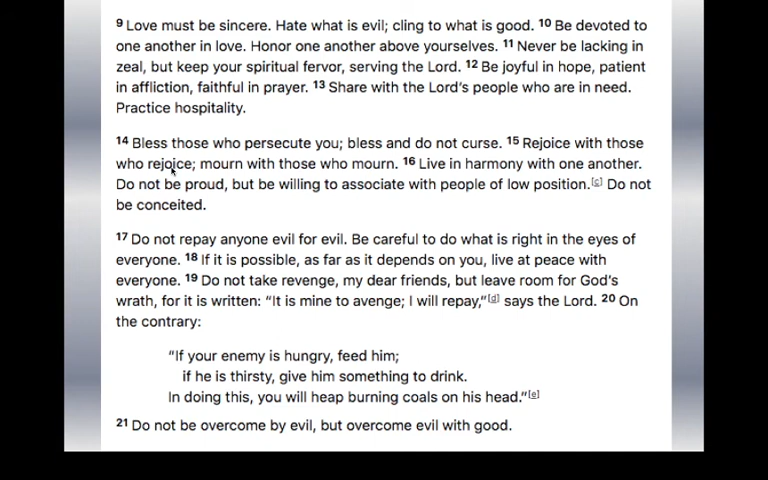 9 Love must be sincere. Hate what is evil; cling to what is good. 10 Be devoted to
one another in love. Honor one another above yourselves. 11 Never be lacking in
zeal, but keep your spiritual fervor, serving the Lord. 12 Be joyful in hope, patient
in affliction, faithful in prayer. 13 Share with the Lord's people who are in need.
Practice hospitality.
14 Bless those who persecute you; bless and do not curse. 15 Rejoice with those
who rejoice; mourn with those who mourn. 16 Live in harmony with one another.
Do not be proud, but be willing to associate with people of low position.[c] Do not
be conceited.
17 Do not repay anyone evil for evil. Be careful to do what is right in the eyes of
everyone. 18 If it is possible, as far as it depends on you, live at peace with
everyone. 19 Do not take revenge, my dear friends, but leave room for God's
wrath, for it is written: "It is mine to avenge; I will repay,"[d] says the Lord. 20 On
the contrary:
"If your enemy is hungry, feed him;
if he is thirsty, give him something to drink.
In doing this, you will heap burning coals on his head."[e]
21 Do not be overcome by evil, but overcome evil with good.